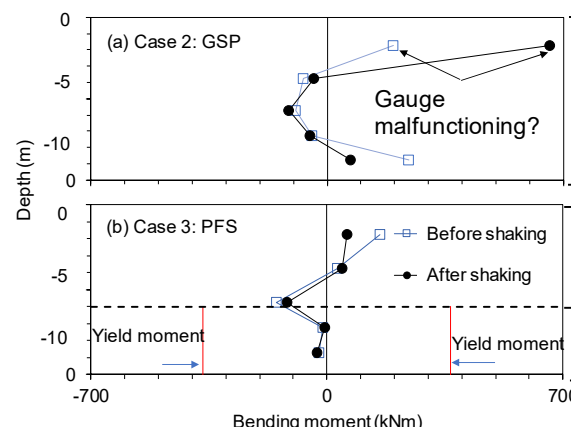 0
(a) Case 2: GSP
-5
Gauge
malfunctioning?
-10
0
Depth (m)
0
(b) Case 3: PFS
Before shaking
-5
After shaking
Yield moment
Yield moment
-10
0
-700
0
700
Bending moment (kNm)